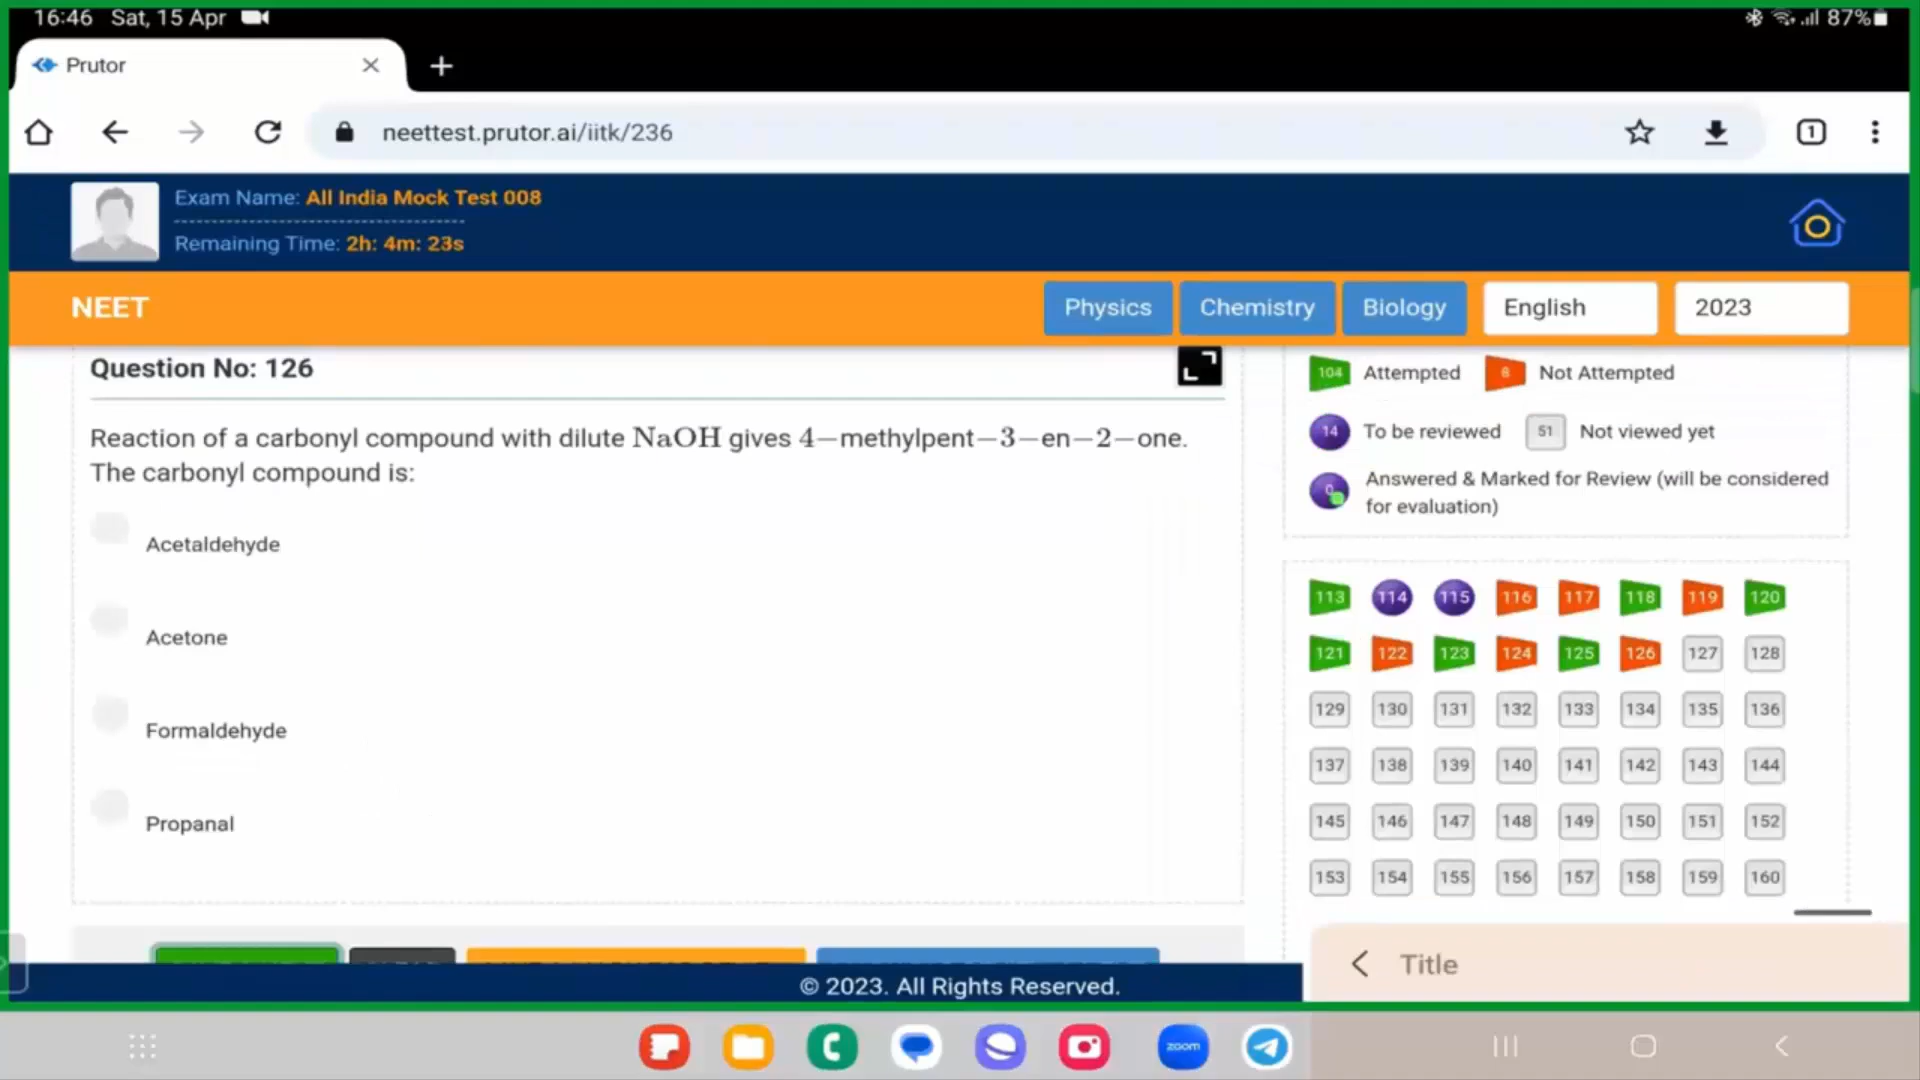 16:46 Sat, 15 Apr 87%
Prutor
neettest.prutor.ai/iitk/236 1
Exam Name: All India Mock Test 008
Remaining Time: 2h: 4m: 23s
NEET Physics Chemistry Biology English 2023
Question No: 126
Reaction of a carbonyl compound with dilute NaOH gives 4−methylpent−3−en−2−one.
The carbonyl compound is:
Acetaldehyde
Acetone
Formaldehyde
Propanal
104 Attempted 8 Not Attempted
14 To be reviewed 51 Not viewed yet
0 Answered & Marked for Review (will be considered
for evaluation)
113 114 115 116 117 118 119 120
121 122 123 124 125 126 127 128
129 130 131 132 133 134 135 136
137 138 139 140 141 142 143 144
145 146 147 148 149 150 151 152
153 154 155 156 157 158 159 160
Title
© 2023. All Rights Reserved.
zoom